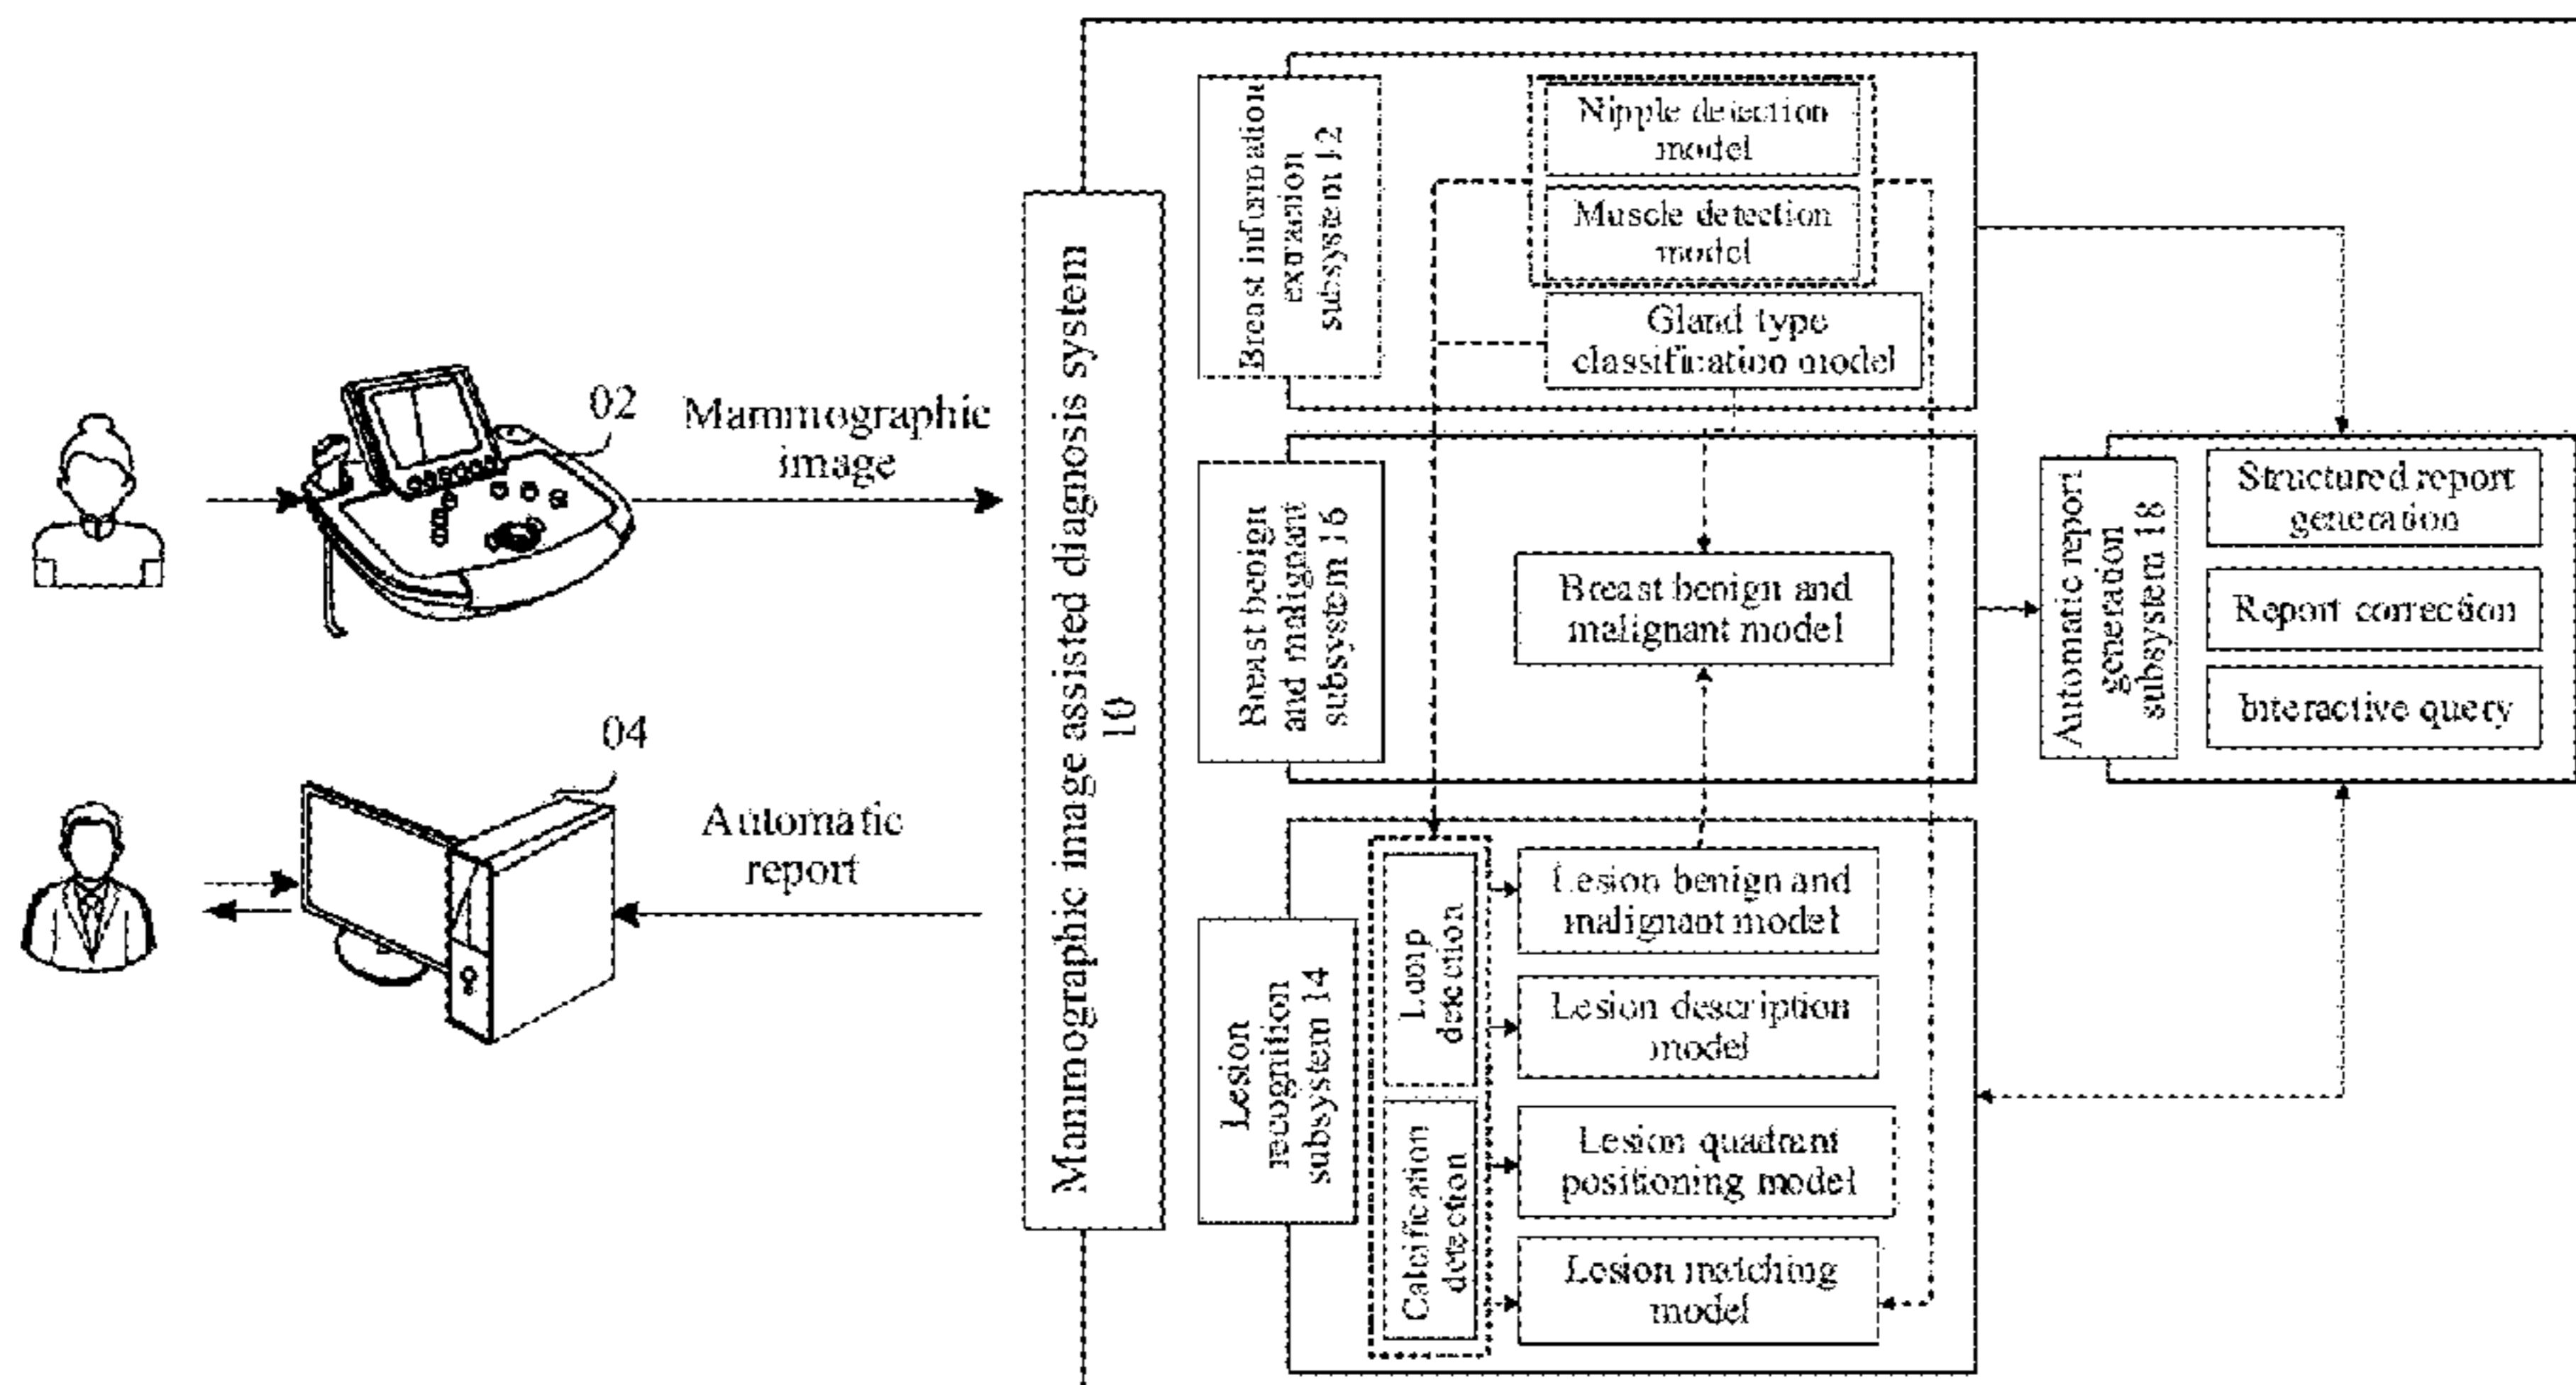 02
Mammographic
image
04
Automatic
report
Mammographic image assisted diagnosis system
10
Breast information
extraction
subsystem 12
Nipple detection
model
Muscle detection
model
Gland type
classification model
Breast benign
and malignant
subsystem 16
Breast benign and
malignant model
Automatic report
generation
subsystem 18
Structured report
generation
Report correction
Interactive query
Lesion
recognition
subsystem 14
Lump
detection
Calcification
detection
Lesion benign and
malignant model
Lesion description
model
Lesion quadrant
positioning model
Lesion matching
model